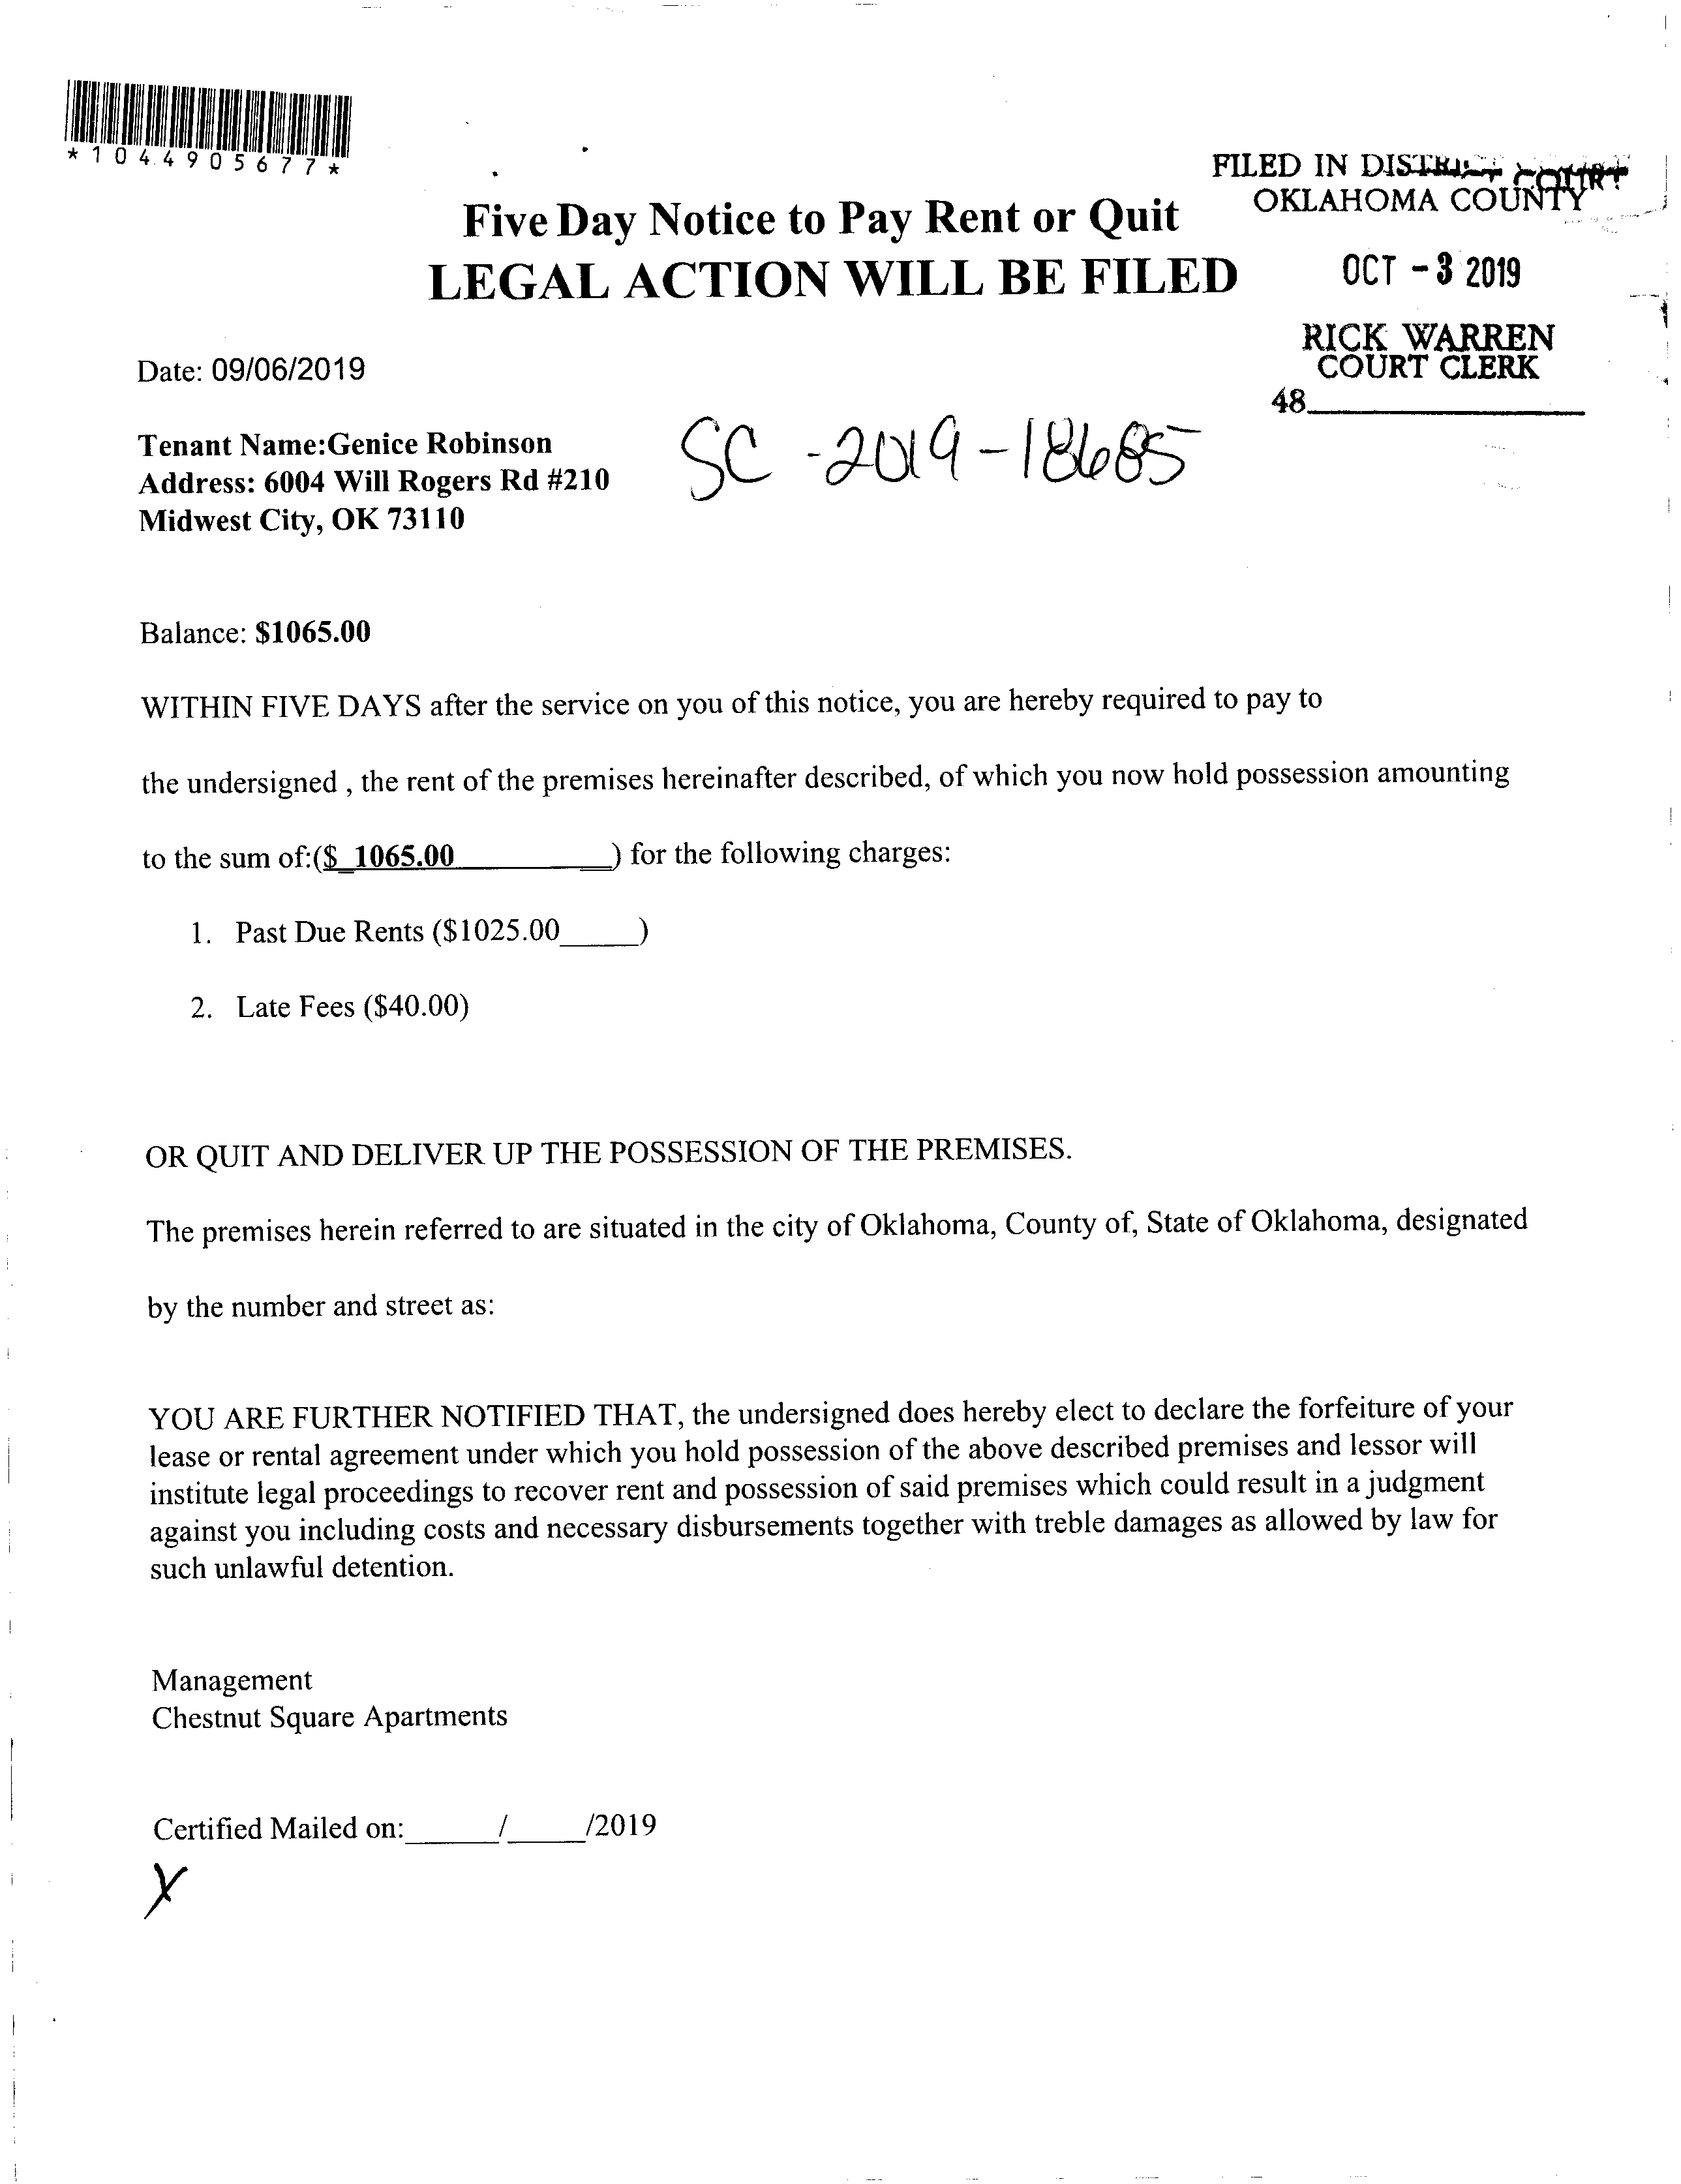 *1044905677*
FILED IN DISTRICT COURT
OKLAHOMA COUNTY
Five Day Notice to Pay Rent or Quit
LEGAL ACTION WILL BE FILED
OCT - 3 2019
RICK WARREN
COURT CLERK
48__________
Date: 09/06/2019
Tenant Name:Genice Robinson
Address: 6004 Will Rogers Rd #210
Midwest City, OK 73110
SC - 2019 - 18685
Balance: $1065.00
WITHIN FIVE DAYS after the service on you of this notice, you are hereby required to pay to
the undersigned , the rent of the premises hereinafter described, of which you now hold possession amounting
to the sum of:($_1065.00__________) for the following charges:
1. Past Due Rents ($1025.00_____)
2. Late Fees ($40.00)
OR QUIT AND DELIVER UP THE POSSESSION OF THE PREMISES.
The premises herein referred to are situated in the city of Oklahoma, County of, State of Oklahoma, designated
by the number and street as:
YOU ARE FURTHER NOTIFIED THAT, the undersigned does hereby elect to declare the forfeiture of your
lease or rental agreement under which you hold possession of the above described premises and lessor will
institute legal proceedings to recover rent and possession of said premises which could result in a judgment
against you including costs and necessary disbursements together with treble damages as allowed by law for
such unlawful detention.
Management
Chestnut Square Apartments
Certified Mailed on:______/_____/2019
X